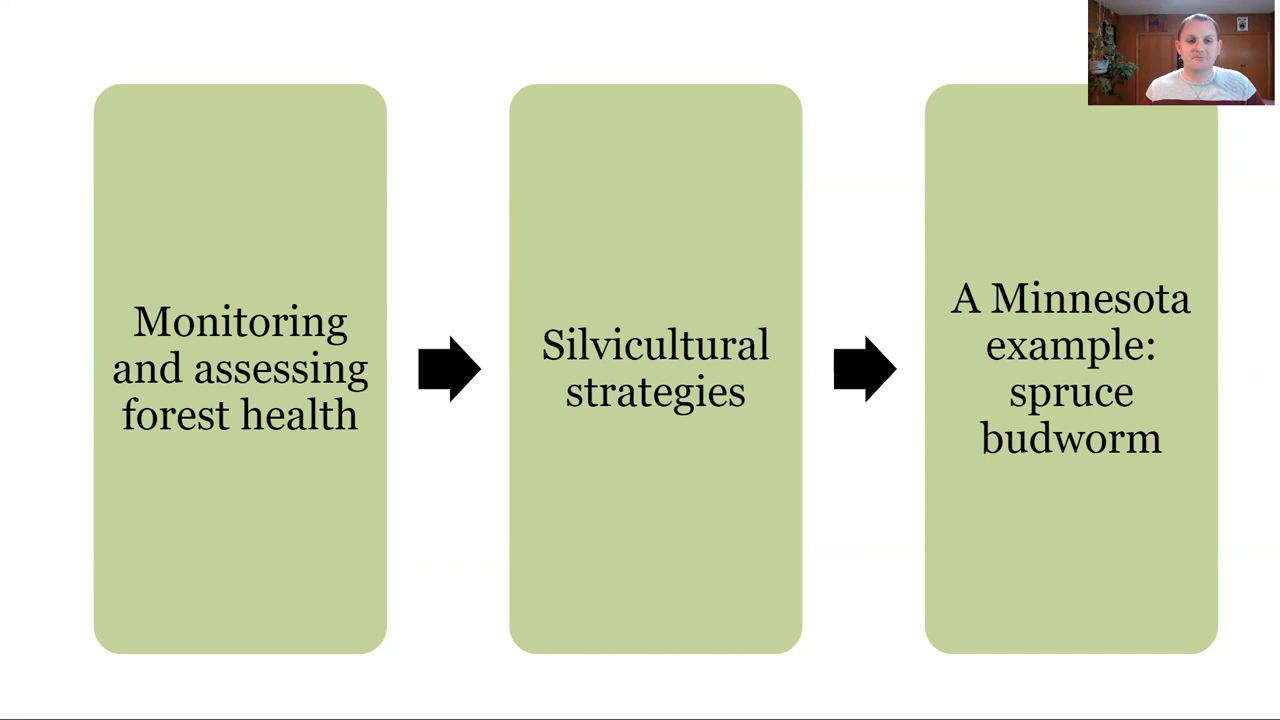 Monitoring
and assessing
forest health
Silvicultural
strategies
A Minnesota
example:
spruce
budworm